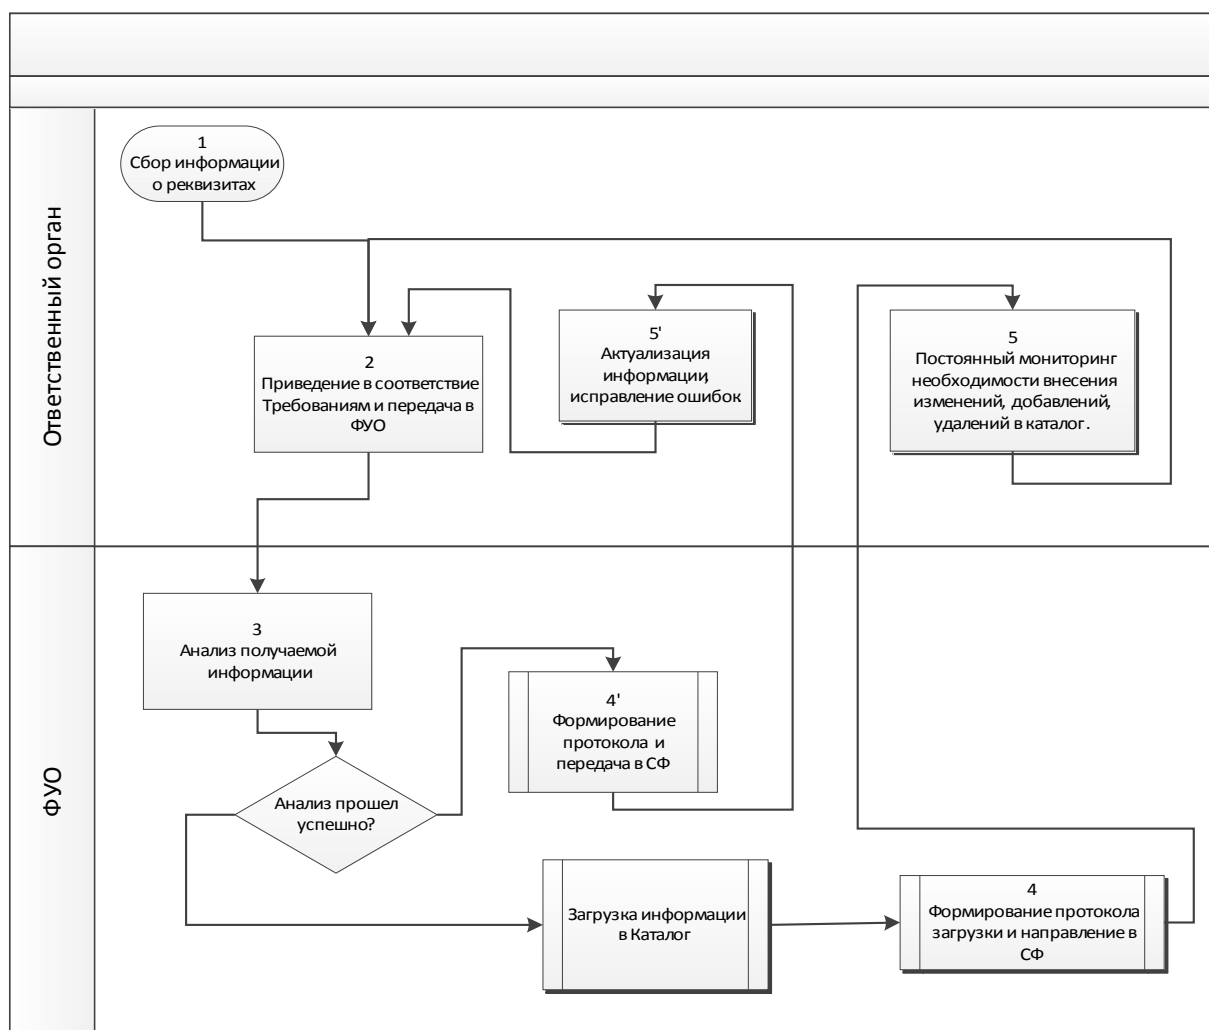 Ответственный орган
1
Сбор информации
о реквизитах
2
Приведение в соответствие
Требованиям и передача в
ФУО
5'
Актуализация
информации,
исправление ошибок
5
Постоянный мониторинг
необходимости внесения
изменений, добавлений,
удалений в каталог.
ФУО
3
Анализ получаемой
информации
Анализ прошел
успешно?
4'
Формирование
протокола и
передача в СФ
Загрузка информации
в Каталог
4
Формирование протокола
загрузки и направление в
СФ